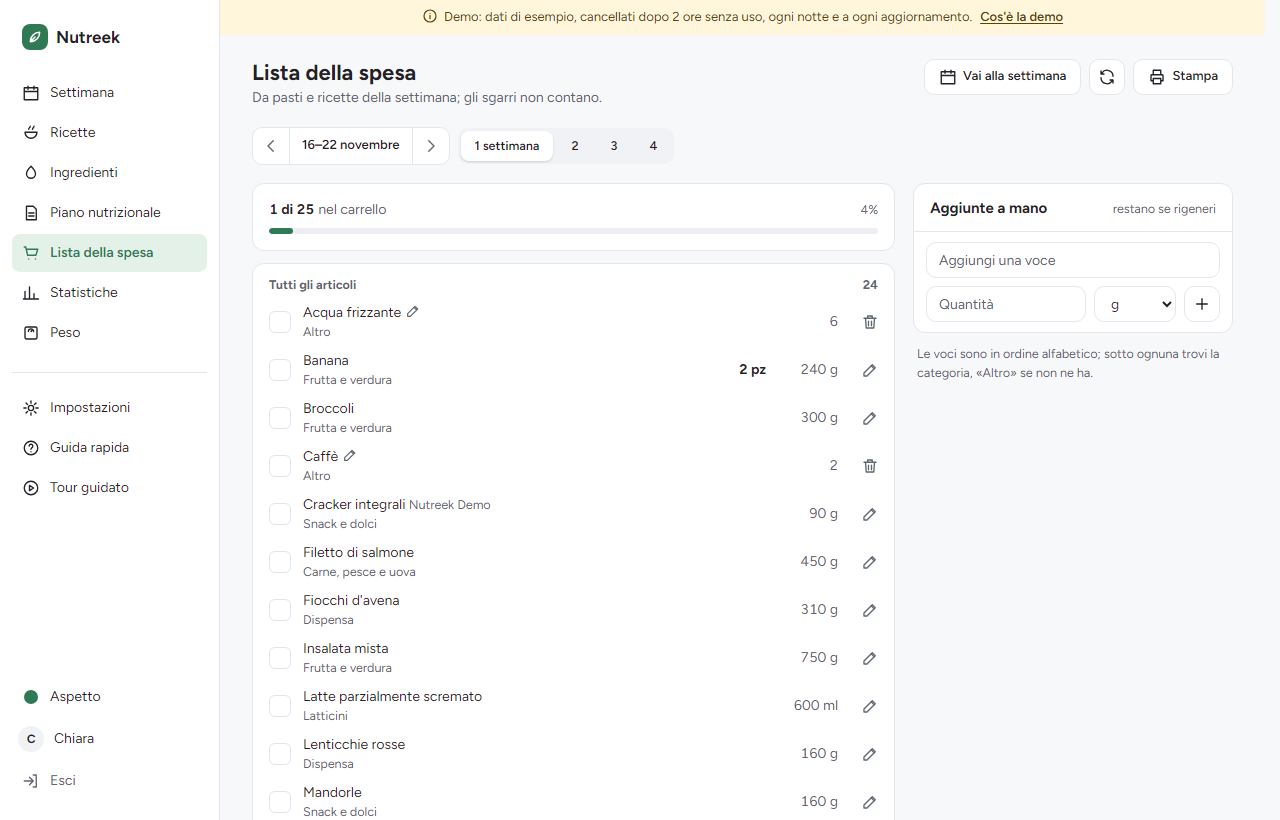 Nutreek
Settimana
Ricette
Ingredienti
Piano nutrizionale
Lista della spesa
Statistiche
Peso
Impostazioni
Guida rapida
Tour guidato
Aspetto
C Chiara
Esci
Demo: dati di esempio, cancellati dopo 2 ore senza uso, ogni notte e a ogni aggiornamento. Cos'è la demo
Lista della spesa
Da pasti e ricette della settimana; gli sgarri non contano.
Vai alla settimana
Stampa
16–22 novembre
1 settimana 2 3 4
1 di 25 nel carrello 4%
Tutti gli articoli 24
Acqua frizzante 6
Altro
Banana 2 pz 240 g
Frutta e verdura
Broccoli 300 g
Frutta e verdura
Caffè 2
Altro
Cracker integrali Nutreek Demo 90 g
Snack e dolci
Filetto di salmone 450 g
Carne, pesce e uova
Fiocchi d'avena 310 g
Dispensa
Insalata mista 750 g
Frutta e verdura
Latte parzialmente scremato 600 ml
Latticini
Lenticchie rosse 160 g
Dispensa
Mandorle 160 g
Snack e dolci
Aggiunte a mano restano se rigeneri
Aggiungi una voce
Quantità g
Le voci sono in ordine alfabetico; sotto ognuna trovi la
categoria, «Altro» se non ne ha.